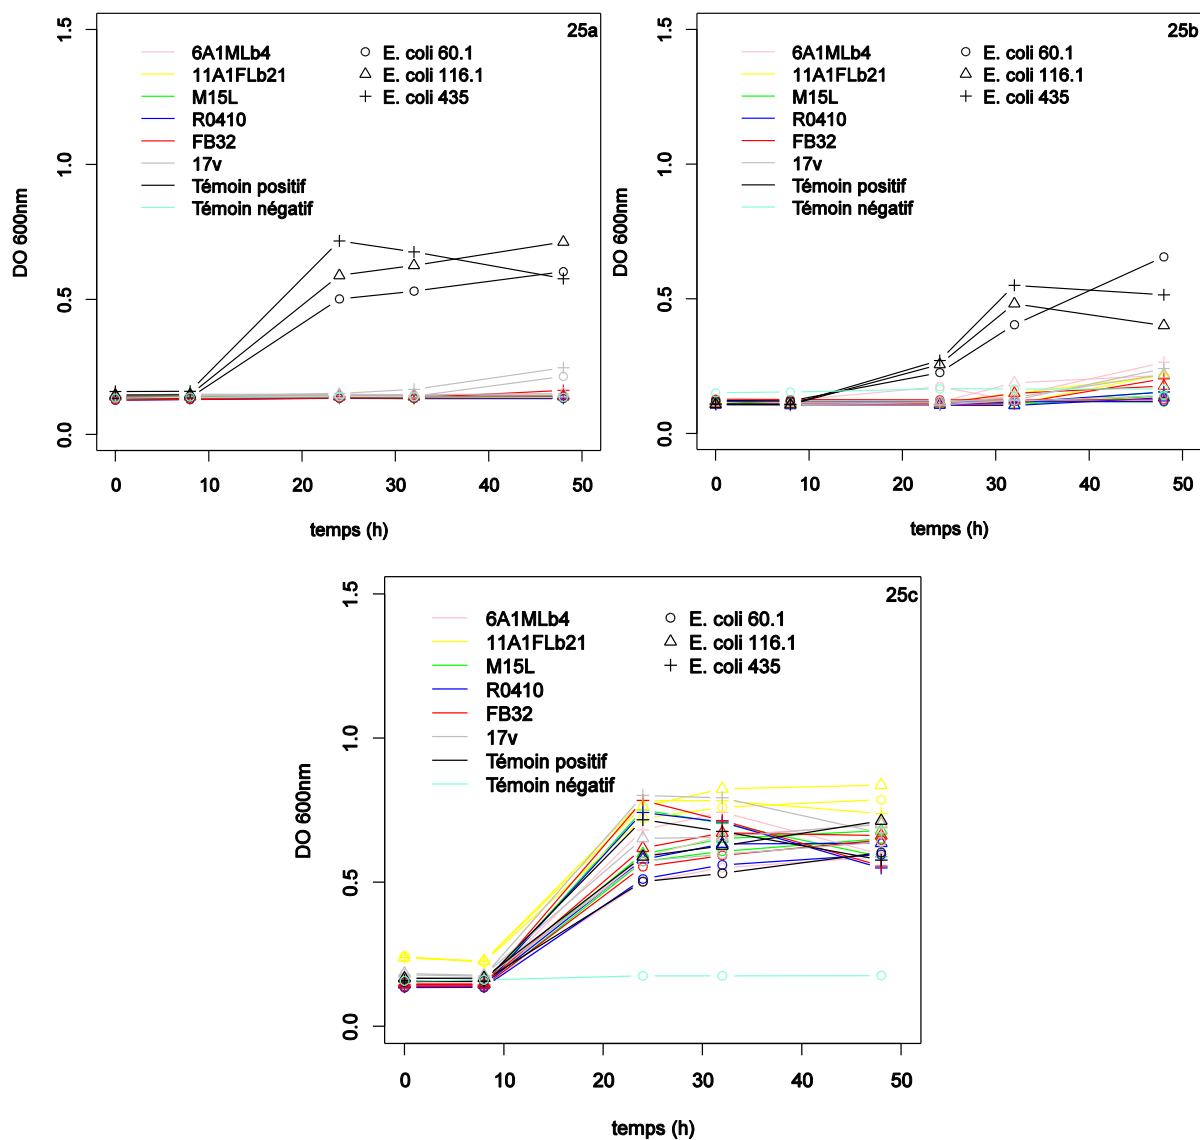 25a
6A1MLb4
11A1FLb21
M15L
R0410
FB32
17v
Témoin positif
Témoin négatif
E. coli 60.1
E. coli 116.1
E. coli 435
1.5
1.0
0.5
0.0
DO 600nm
0 10 20 30 40 50
temps (h)
25b
6A1MLb4
11A1FLb21
M15L
R0410
FB32
17v
Témoin positif
Témoin négatif
E. coli 60.1
E. coli 116.1
E. coli 435
1.5
1.0
0.5
0.0
DO 600nm
0 10 20 30 40 50
temps (h)
25c
6A1MLb4
11A1FLb21
M15L
R0410
FB32
17v
Témoin positif
Témoin négatif
E. coli 60.1
E. coli 116.1
E. coli 435
1.5
1.0
0.5
0.0
DO 600nm
0 10 20 30 40 50
temps (h)